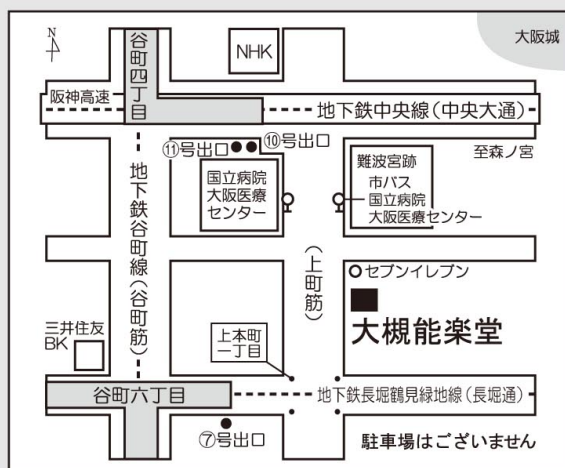 N
大阪城
谷町四丁目
NHK
阪神高速
地下鉄中央線(中央大通)
⑪号出口
⑩号出口
至森ノ宮
国立病院
大阪医療
センター
難波宮跡
市バス
国立病院
大阪医療センター
地下鉄谷町線(谷町筋)
(上町筋)
セブンイレブン
大槻能楽堂
三井住友
BK
上本町
一丁目
谷町六丁目
地下鉄長堀鶴見緑地線(長堀通)
⑦号出口
駐車場はございません